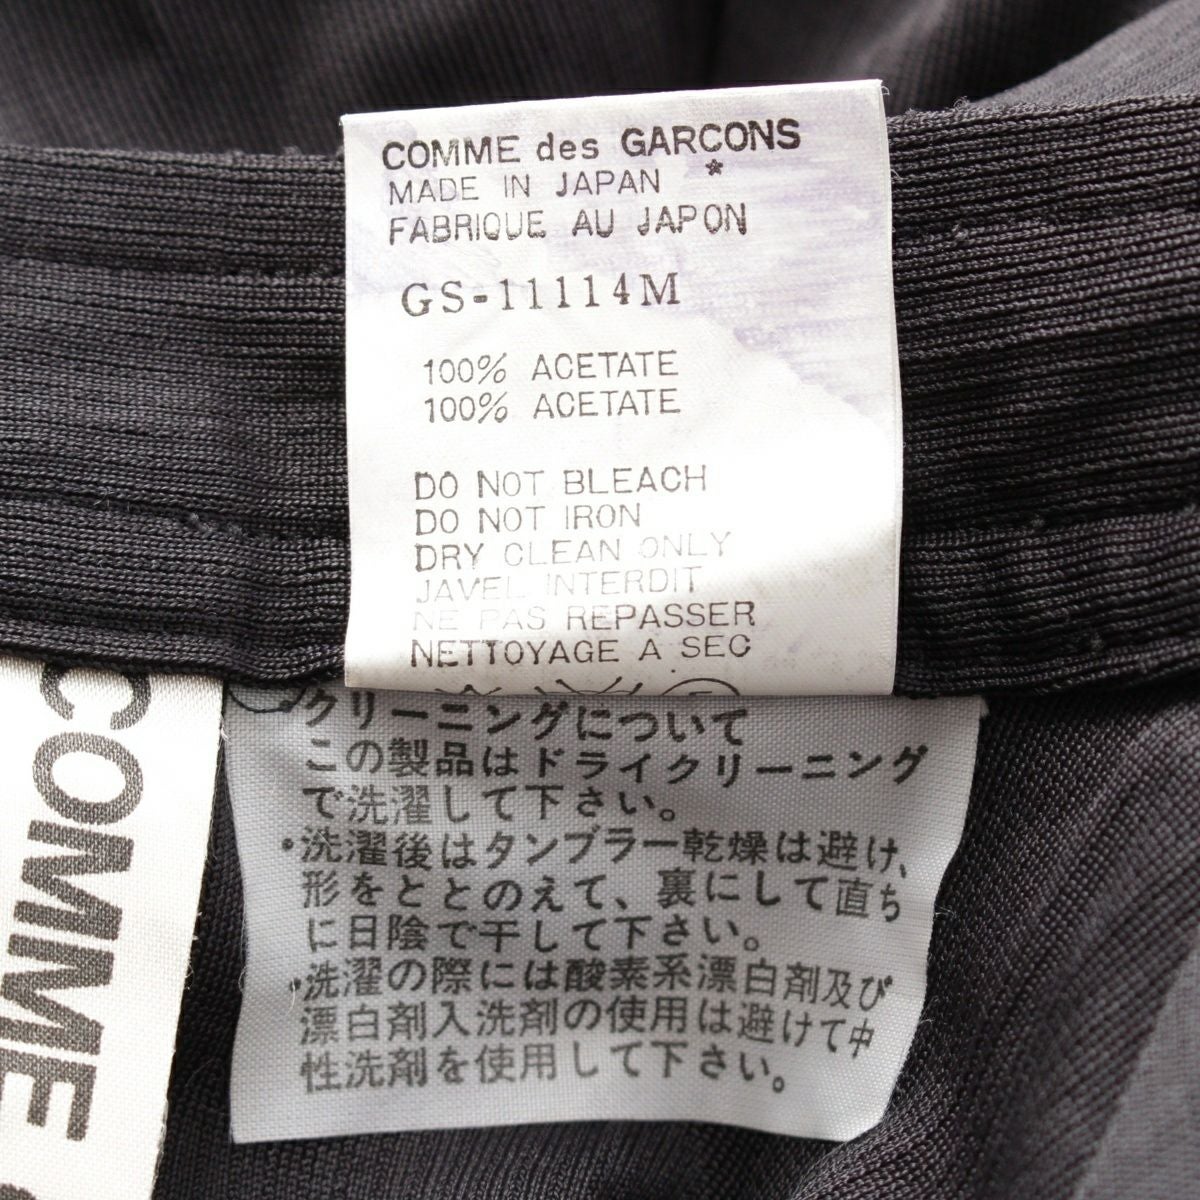 COMME des GARCONS
*
MADE IN JAPAN
FABRIQUE AU JAPON
GS-11114M
100% ACETATE
100% ACETATE
DO NOT BLEACH
DO NOT IRON
DRY CLEAN ONLY
JAVEL INTERDIT
NE PAS REPASSER
NETTOYAGE A SEC
クリーニングについて
この製品はドライクリーニング
で洗濯して下さい。
・洗濯後はタンブラー乾燥は避け、
形をととのえて、裏にして直ち
に日陰で干して下さい。
・洗濯の際には酸素系漂白剤及び
漂白剤入洗剤の使用は避けて中
性洗剤を使用して下さい。
COMME